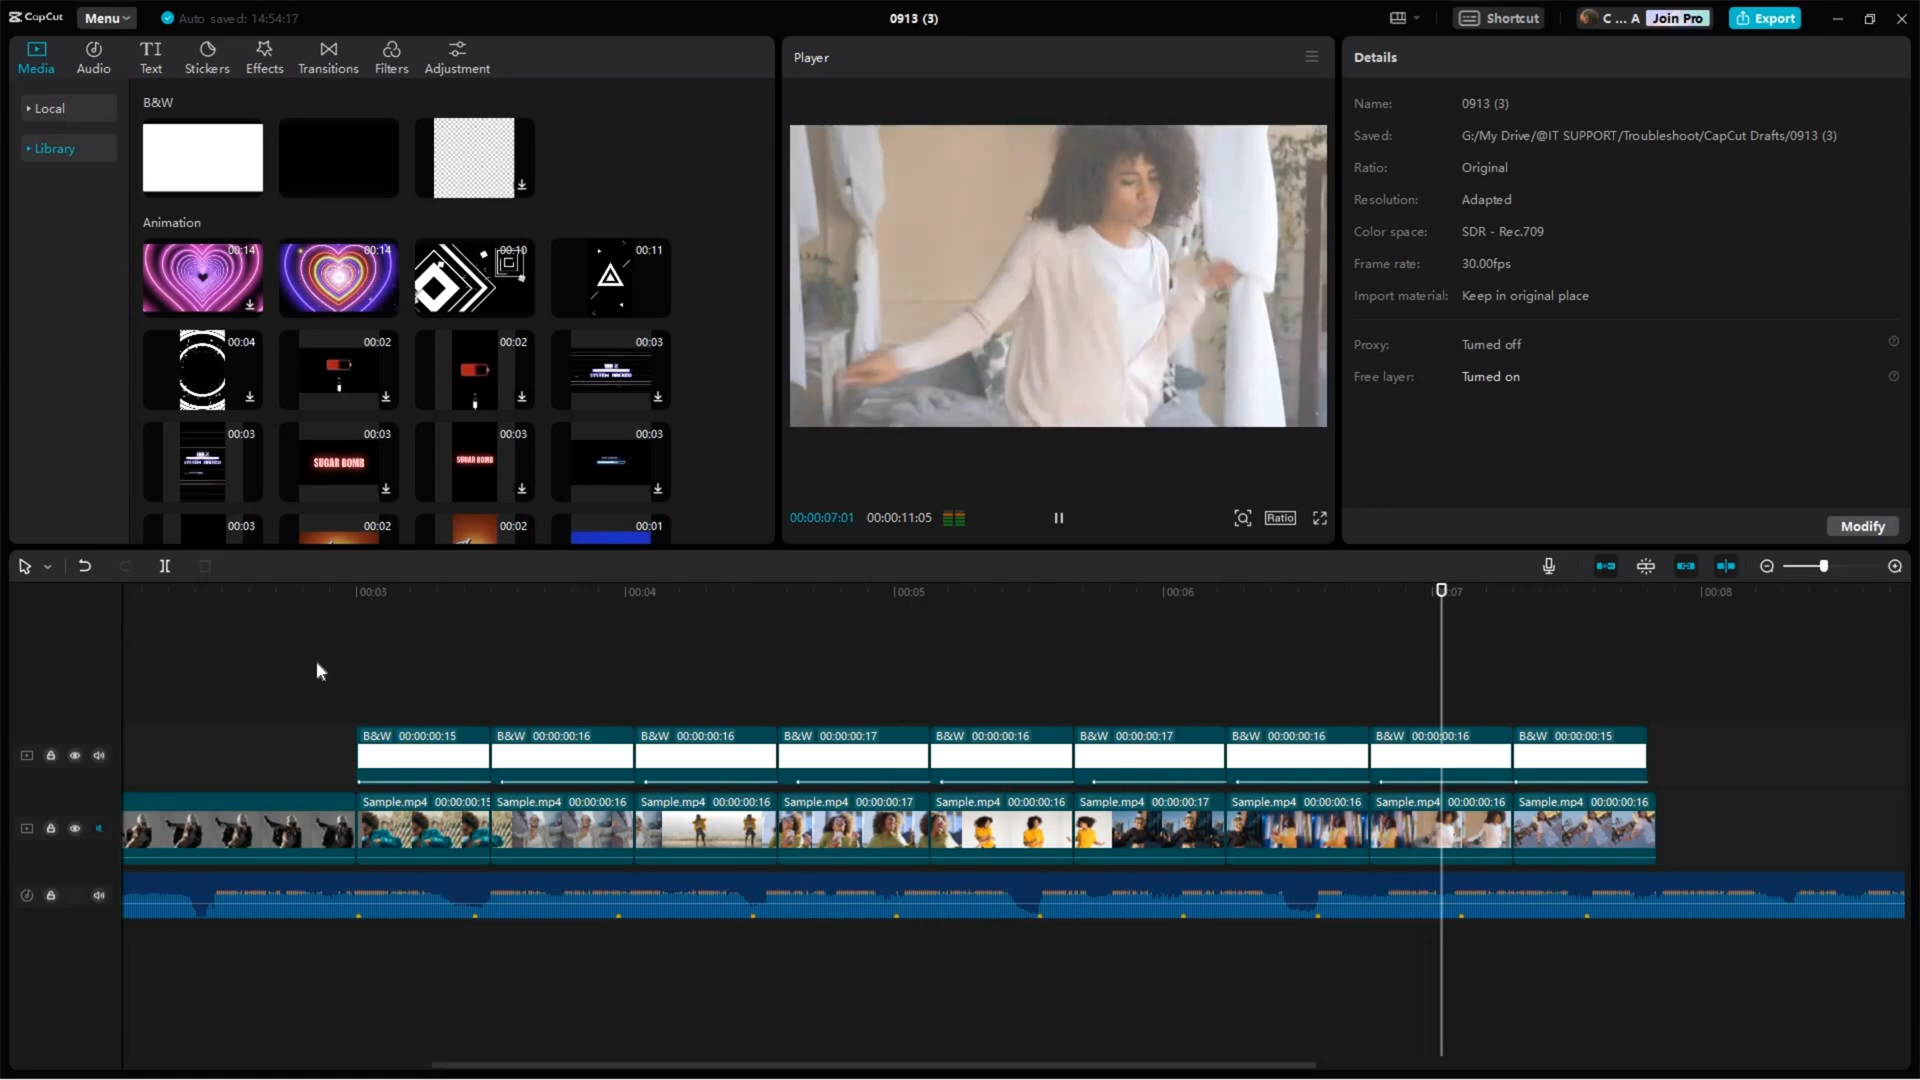 CapCut
Menu
Auto saved: 14:54:17
0913 (3)
Shortcut
C ... A
Join Pro
Export
Media
Audio
TI
Text
Stickers
Effects
Transitions
Filters
Adjustment
Local
Library
B&W
Animation
00:14
00:14
00:10
00:11
00:04
00:02
00:02
00:03
00:03
00:03
00:03
00:03
SUGAR BOMB
SUGAR BOMB
00:03
00:02
00:02
00:01
Player
00:00:07:01
00:00:11:05
Ratio
Details
Name:
0913 (3)
Saved:
G:/My Drive/@IT SUPPORT/Troubleshoot/CapCut Drafts/0913 (3)
Ratio:
Original
Resolution:
Adapted
Color space:
SDR - Rec.709
Frame rate:
30.00fps
Import material:
Keep in original place
Proxy:
Turned off
Free layer:
Turned on
Modify
00:03
00:04
00:05
00:06
:07
00:08
B&W 00:00:00:15
B&W 00:00:00:16
B&W 00:00:00:16
B&W 00:00:00:17
B&W 00:00:00:16
B&W 00:00:00:17
B&W 00:00:00:16
B&W 00:00:00:16
B&W 00:00:00:15
Sample.mp4 00:00:00:15
Sample.mp4 00:00:00:16
Sample.mp4 00:00:00:16
Sample.mp4 00:00:00:17
Sample.mp4 00:00:00:16
Sample.mp4 00:00:00:17
Sample.mp4 00:00:00:16
Sample.mp4 00:00:00:16
Sample.mp4 00:00:00:16